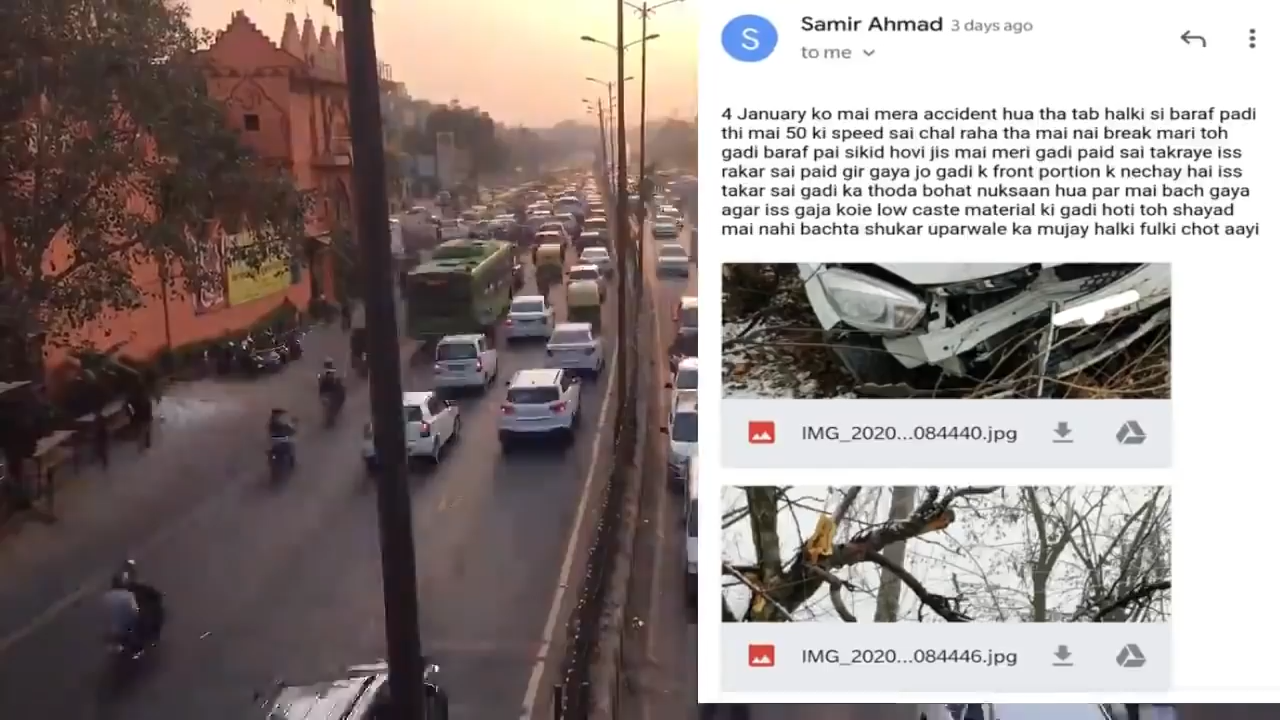 S
Samir Ahmad 3 days ago
to me
4 January ko mai mera accident hua tha tab halki si baraf padi
thi mai 50 ki speed sai chal raha tha mai nai break mari toh
gadi baraf pai sikid hovi jis mai meri gadi paid sai takraye iss
rakar sai paid gir gaya jo gadi k front portion k nechay hai iss
takar sai gadi ka thoda bohat nuksaan hua par mai bach gaya
agar iss gaja koie low caste material ki gadi hoti toh shayad
mai nahi bachta shukar uparwale ka mujay halki fulki chot aayi
IMG_2020...084440.jpg
IMG_2020...084446.jpg